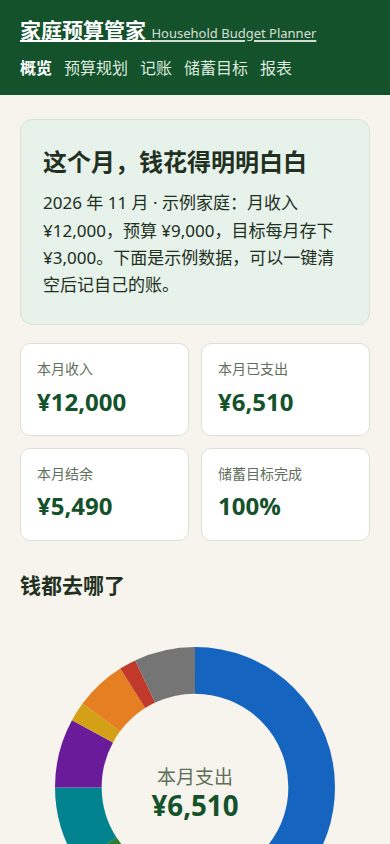 家庭预算管家 Household Budget Planner
概览 预算规划 记账 储蓄目标 报表
这个月，钱花得明明白白
2026 年 11 月 · 示例家庭：月收入
¥12,000，预算 ¥9,000，目标每月存下
¥3,000。下面是示例数据，可以一键清
空后记自己的账。
本月收入
¥12,000
本月已支出
¥6,510
本月结余
¥5,490
储蓄目标完成
100%
钱都去哪了
本月支出
¥6,510